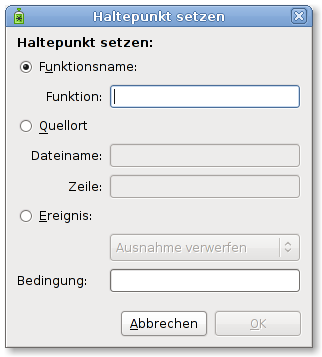 Haltepunkt setzen
Haltepunkt setzen:
Funktionsname:
Funktion:
Quellort
Dateiname:
Zeile:
Ereignis:
Ausnahme verwerfen
Bedingung:
Abbrechen OK